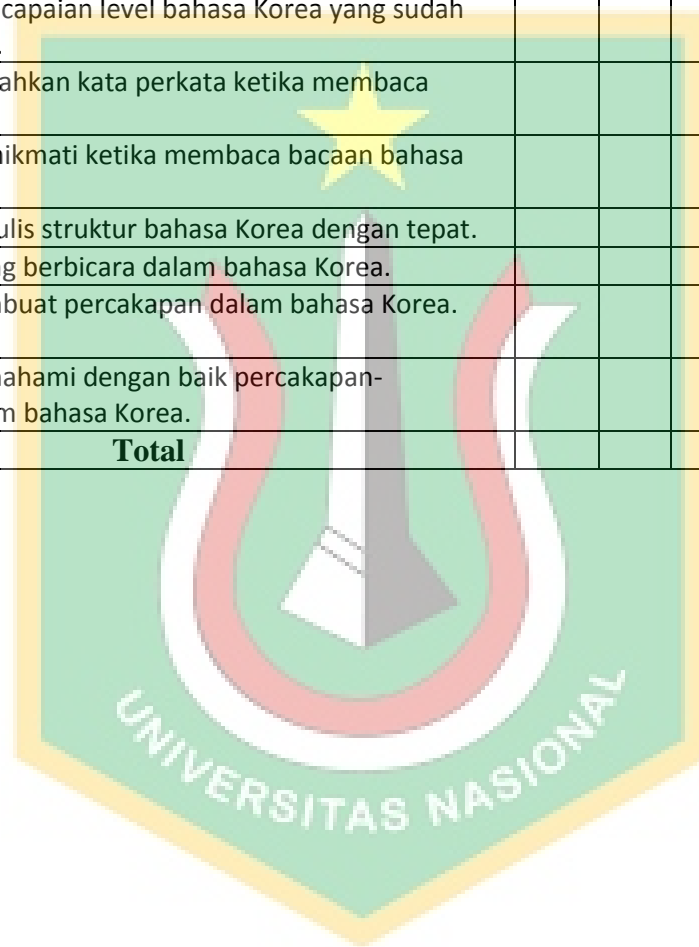 capaian level bahasa Korea yang sudah
ahkan kata perkata ketika membaca
ikmati ketika membaca bacaan bahasa
ulis struktur bahasa Korea dengan tepat.
g berbicara dalam bahasa Korea.
buat percakapan dalam bahasa Korea.
ahami dengan baik percakapan-
m bahasa Korea.
Total
UNIVERSITAS NASIONAL